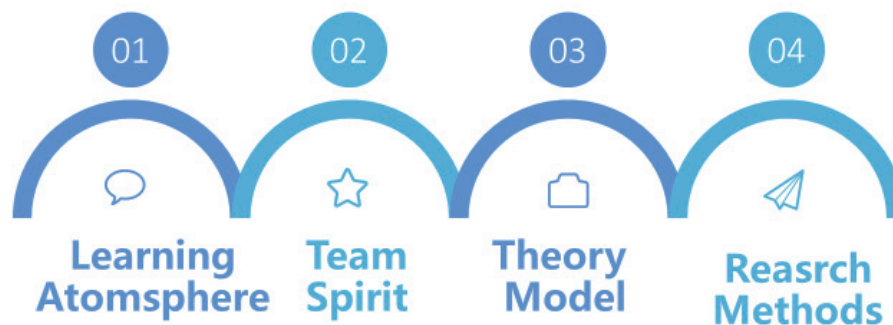 01
02
03
04
Learning
Atomsphere
Team
Spirit
Theory
Model
Reasrch
Methods